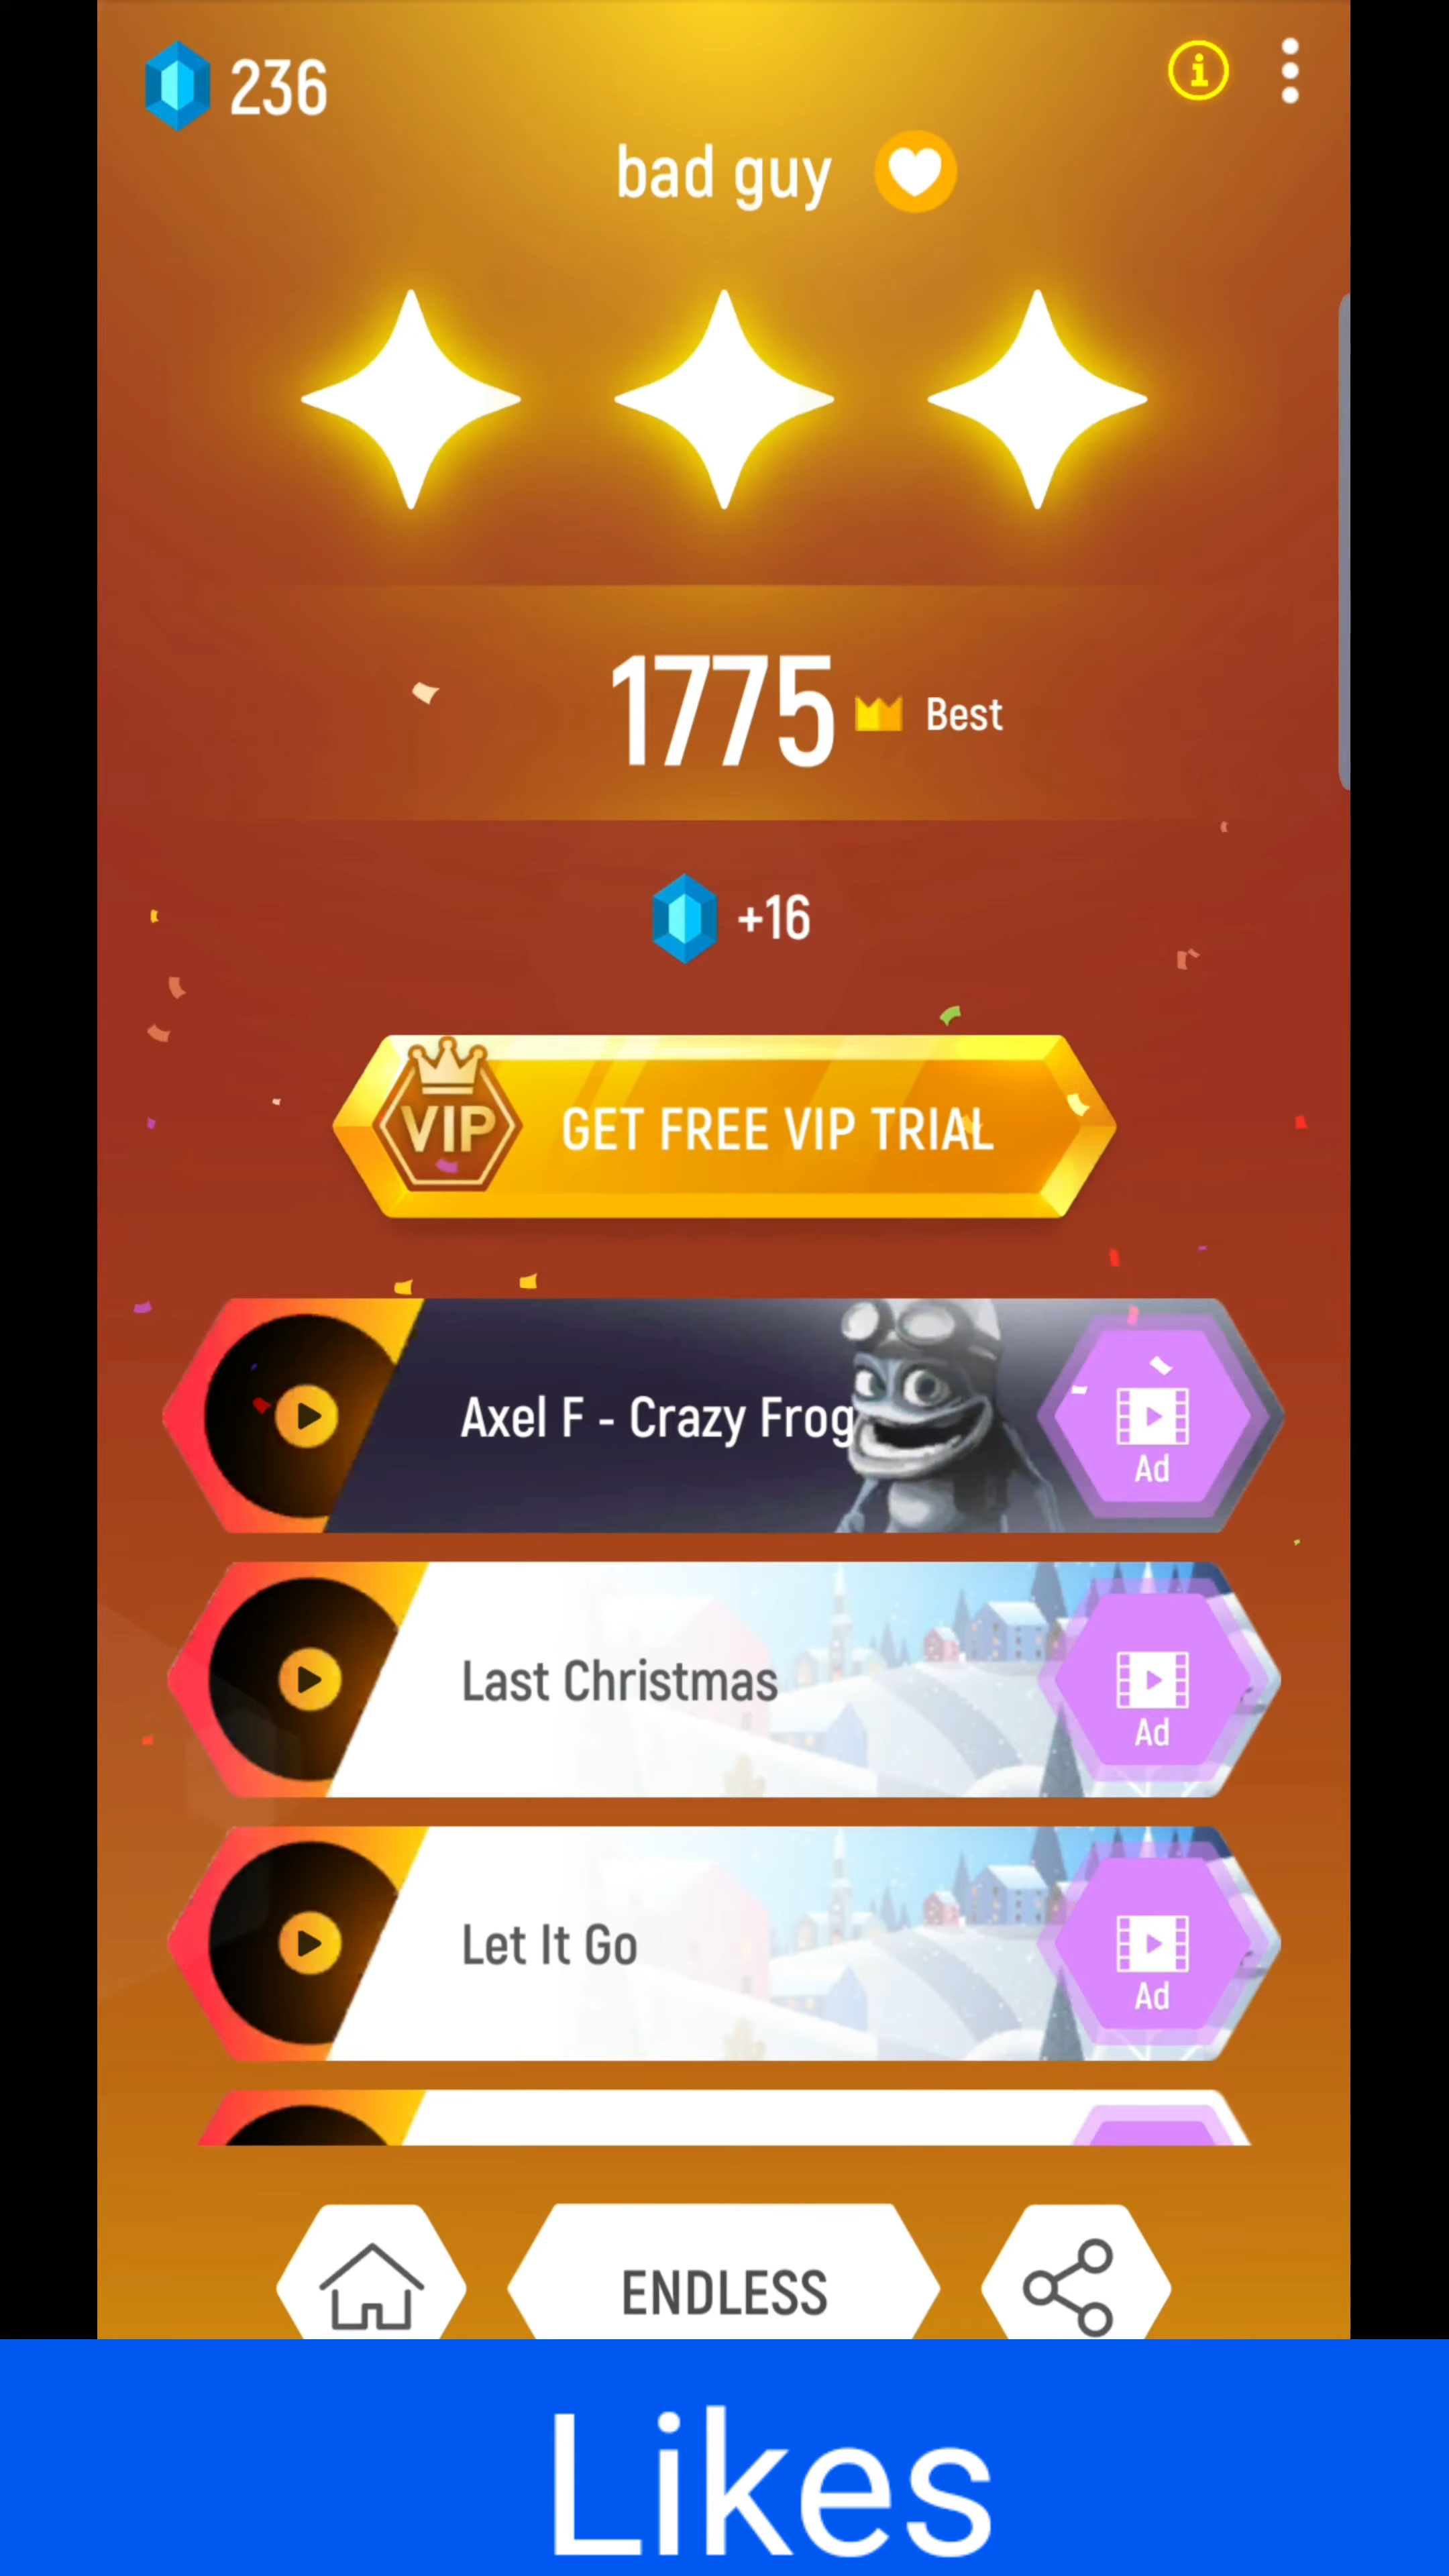 236
bad guy
1775 Best
+16
VIP GET FREE VIP TRIAL
Axel F - Crazy Frog
Ad
Last Christmas
Ad
Let It Go
Ad
ENDLESS
Likes